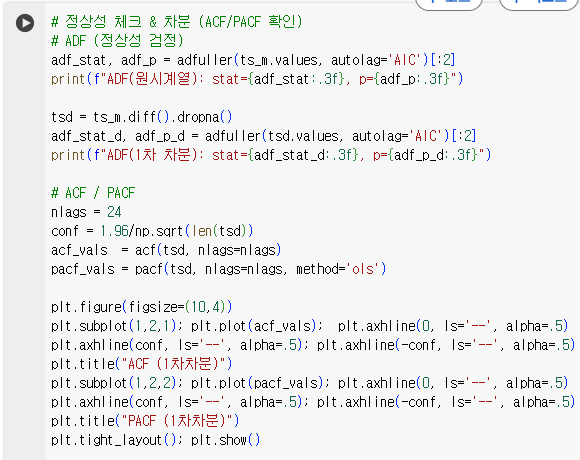 # 정상성 체크 & 차분 (ACF/PACF 확인)
# ADF (정상성 검정)
adf_stat, adf_p = adfuller(ts_m.values, autolag='AIC')[:2]
print(f"ADF(원시계열): stat={adf_stat:.3f}, p={adf_p:.3f}")

tsd = ts_m.diff().dropna()
adf_stat_d, adf_p_d = adfuller(tsd.values, autolag='AIC')[:2]
print(f"ADF(1차 차분): stat={adf_stat_d:.3f}, p={adf_p_d:.3f}")

# ACF / PACF
nlags = 24
conf = 1.96/np.sqrt(len(tsd))
acf_vals  = acf(tsd, nlags=nlags)
pacf_vals = pacf(tsd, nlags=nlags, method='ols')

plt.figure(figsize=(10,4))
plt.subplot(1,2,1); plt.plot(acf_vals);  plt.axhline(0, ls='--', alpha=.5)
plt.axhline(conf, ls='--', alpha=.5); plt.axhline(-conf, ls='--', alpha=.5)
plt.title("ACF (1차차분)")
plt.subplot(1,2,2); plt.plot(pacf_vals); plt.axhline(0, ls='--', alpha=.5)
plt.axhline(conf, ls='--', alpha=.5); plt.axhline(-conf, ls='--', alpha=.5)
plt.title("PACF (1차차분)")
plt.tight_layout(); plt.show()